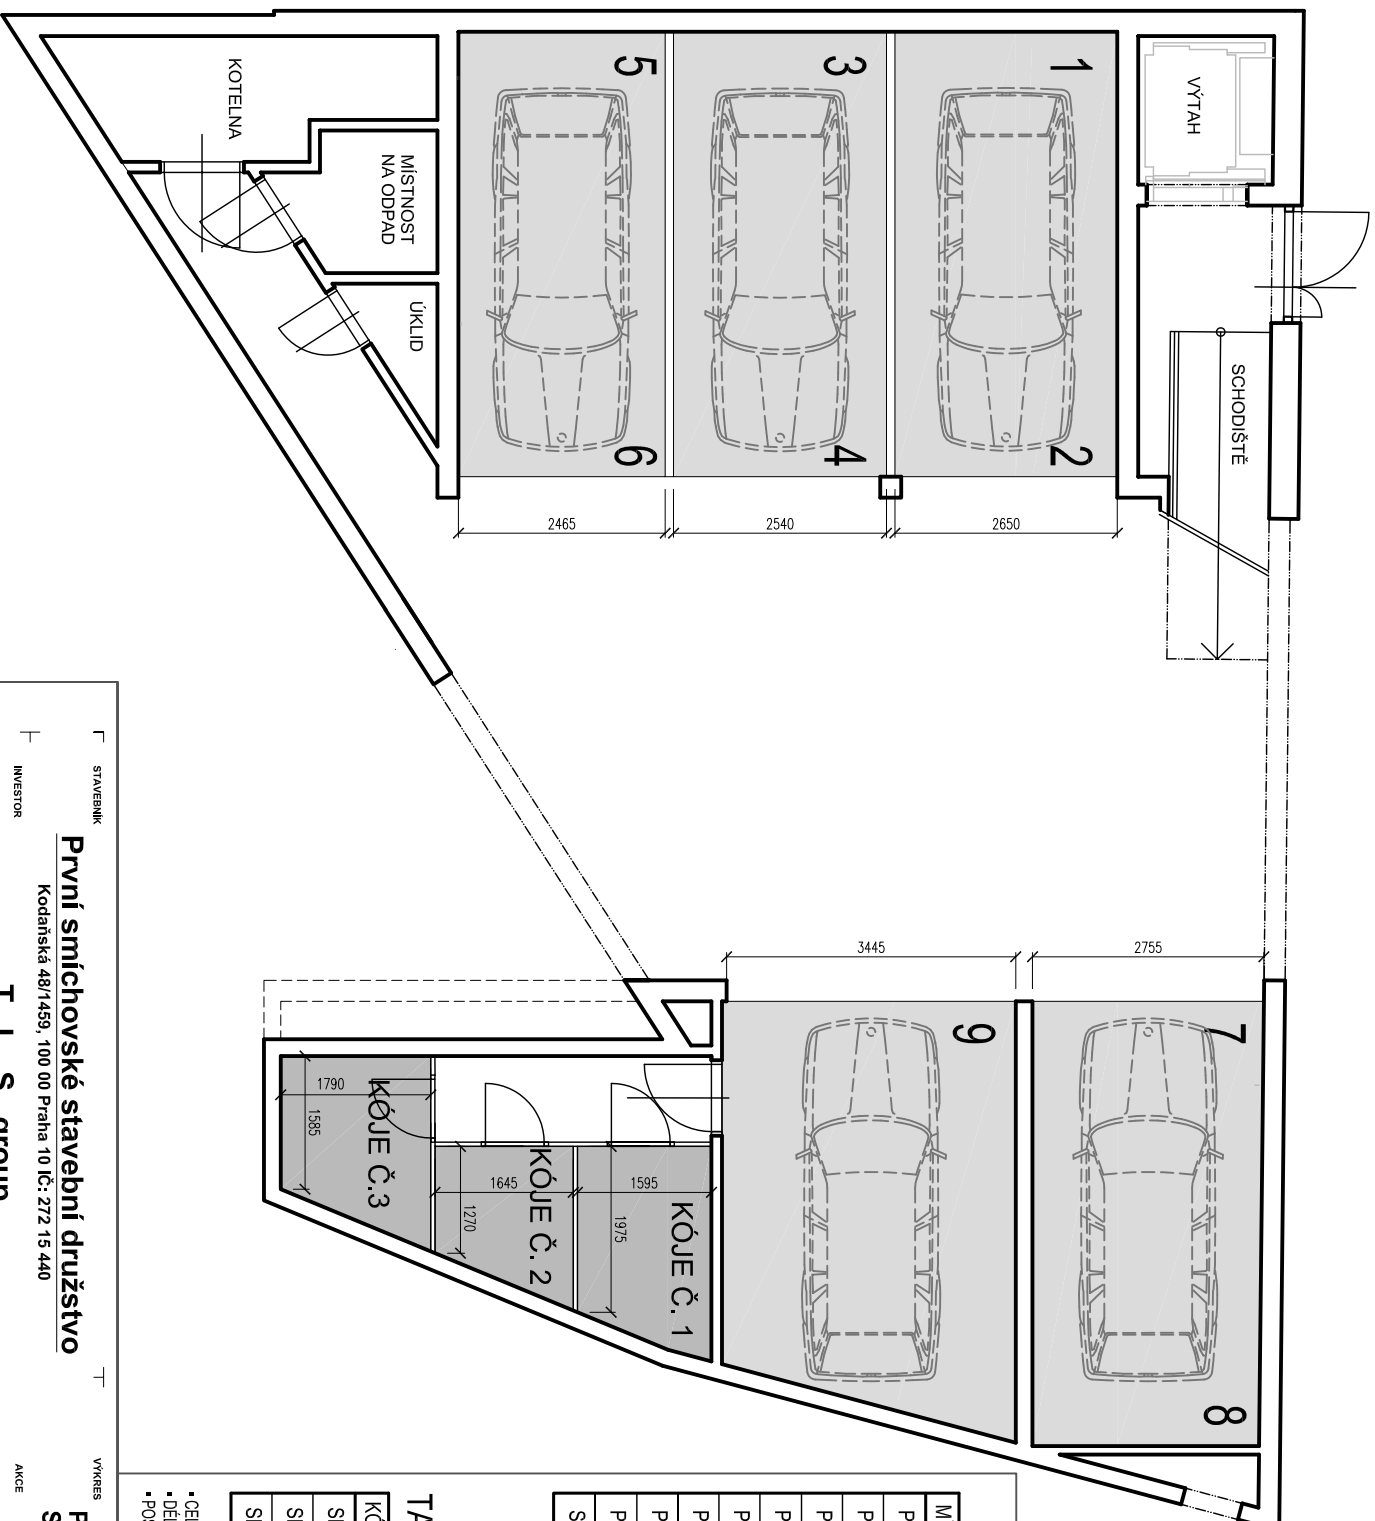 VÝTAH
SCHODIŠTĚ
1
2
3
4
5
6
KOTELNA
MÍSTNOST
NA ODPAD
ÚKLID
2650
2540
2465
2755
3445
7
8
9
KÓJE Č. 1
1595
1975
KÓJE Č. 2
1645
1270
KÓJE Č.3
1790
1585
STAVEBNÍK
První smíchovské stavební družstvo
Kodaňská 48/1459, 100 00 Praha 10 IČ: 272 15 440
INVESTOR
T. I. S. group
VÝKRES
AKCE